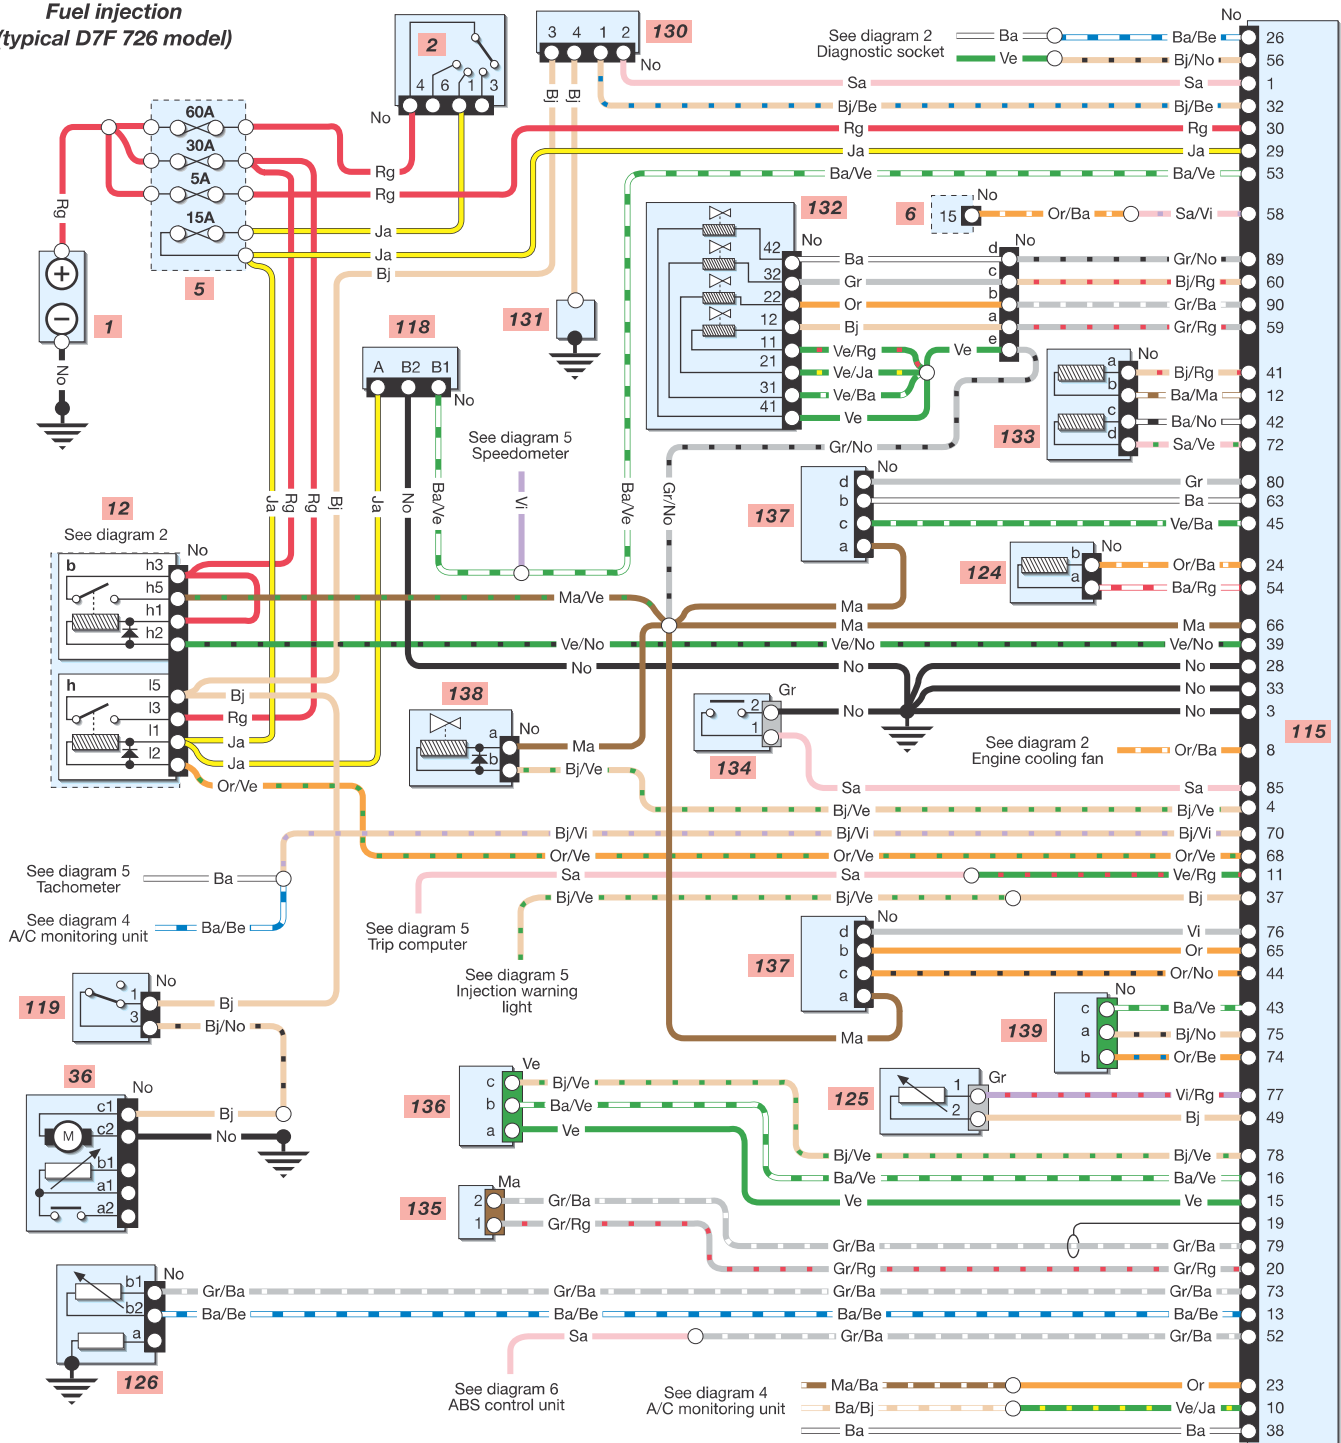 Fuel injection
(typical D7F 726 model)
2
4 6 1 3
No
130
3 4 1 2
No
Bj Bj
See diagram 2
Diagnostic socket
Ba
Ve
No
Ba/Be 26
Bj/No 56
Sa Sa 1
Bj/Be Bj/Be 32
Rg Rg 30
Ja Ja 29
Ba/Ve Ba/Ve 53
60A
30A
5A
15A
5
Rg
Rg
Rg
Ja
Ja
Bj
1
No
6
15
No
Or/Ba Sa/Vi 58
132
No
42
32
22
12
11
21
31
41
Ba
Gr
Or
Bj
Ve/Rg
Ve/Ja
Ve/Ba
Ve
Ve
No
d
c
b
a
e
Gr/No 89
Bj/Rg 60
Gr/Ba 90
Gr/Rg 59
131
118
A B2 B1
No
133
No
a
b
c
d
Bj/Rg 41
Ba/Ma 12
Ba/No 42
Sa/Ve 72
See diagram 5
Speedometer
Vi
Gr/No
Gr/No
137
No
d
b
c
a
Gr 80
Ba 63
Ve/Ba 45
Ja Rg Rg Bj Ja No Ba/Ve Ba/Ve
12
See diagram 2
No
b
h3
h5
h1
h2
124
No
b
a
Or/Ba 24
Ba/Rg 54
Ma/Ve
Ma
Ma Ma 66
Ve/No Ve/No Ve/No 39
No No No 28
No 33
h
l5
l3
l1
l2
Bj
Rg
Ja
Ja
Or/Ve
138
No
a
b
Ma
Bj/Ve
134
Gr
2
1
No No 3
115
See diagram 2
Engine cooling fan
Or/Ba 8
Sa Sa 85
Bj/Ve Bj/Ve 4
Bj/Vi Bj/Vi Bj/Vi 70
Or/Ve Or/Ve Or/Ve 68
Sa Sa Ve/Rg 11
Bj/Ve Bj/Ve Bj 37
See diagram 5
Tachometer
Ba
See diagram 4
A/C monitoring unit
Ba/Be
See diagram 5
Trip computer
See diagram 5
Injection warning
light
137
No
d
b
c
a
Vi 76
Or 65
Or/No 44
Ma
119
No
1
3
Bj
Bj/No
139
No
c
a
b
Ba/Ve 43
Bj/No 75
Or/Be 74
36
No
c1
c2
b1
a1
a2
M
Bj
No
136
Ve
c
b
a
Bj/Ve
Ba/Ve
Ve
125
Gr
1
2
Vi/Rg 77
Bj 49
Bj/Ve Bj/Ve 78
Ba/Ve Ba/Ve 16
Ve Ve 15
135
Ma
2
1
Gr/Ba
Gr/Rg
19
Gr/Ba Gr/Ba 79
Gr/Rg Gr/Rg 20
126
No
b1
b2
a
Gr/Ba Gr/Ba Gr/Ba Gr/Ba 73
Ba/Be Ba/Be Ba/Be Ba/Be 13
Sa Gr/Ba Gr/Ba 52
See diagram 6
ABS control unit
See diagram 4
A/C monitoring unit
Ma/Ba Or 23
Ba/Bj Ve/Ja 10
Ba Ba 38